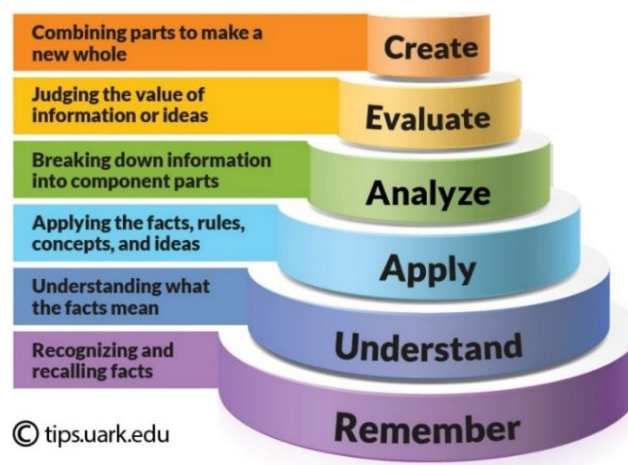 Combining parts to make a
new whole
Create
Judging the value of
information or ideas
Evaluate
Breaking down information
into component parts
Analyze
Applying the facts, rules,
concepts, and ideas
Apply
Understanding what
the facts mean
Understand
Recognizing and
recalling facts
Remember
© tips.uark.edu